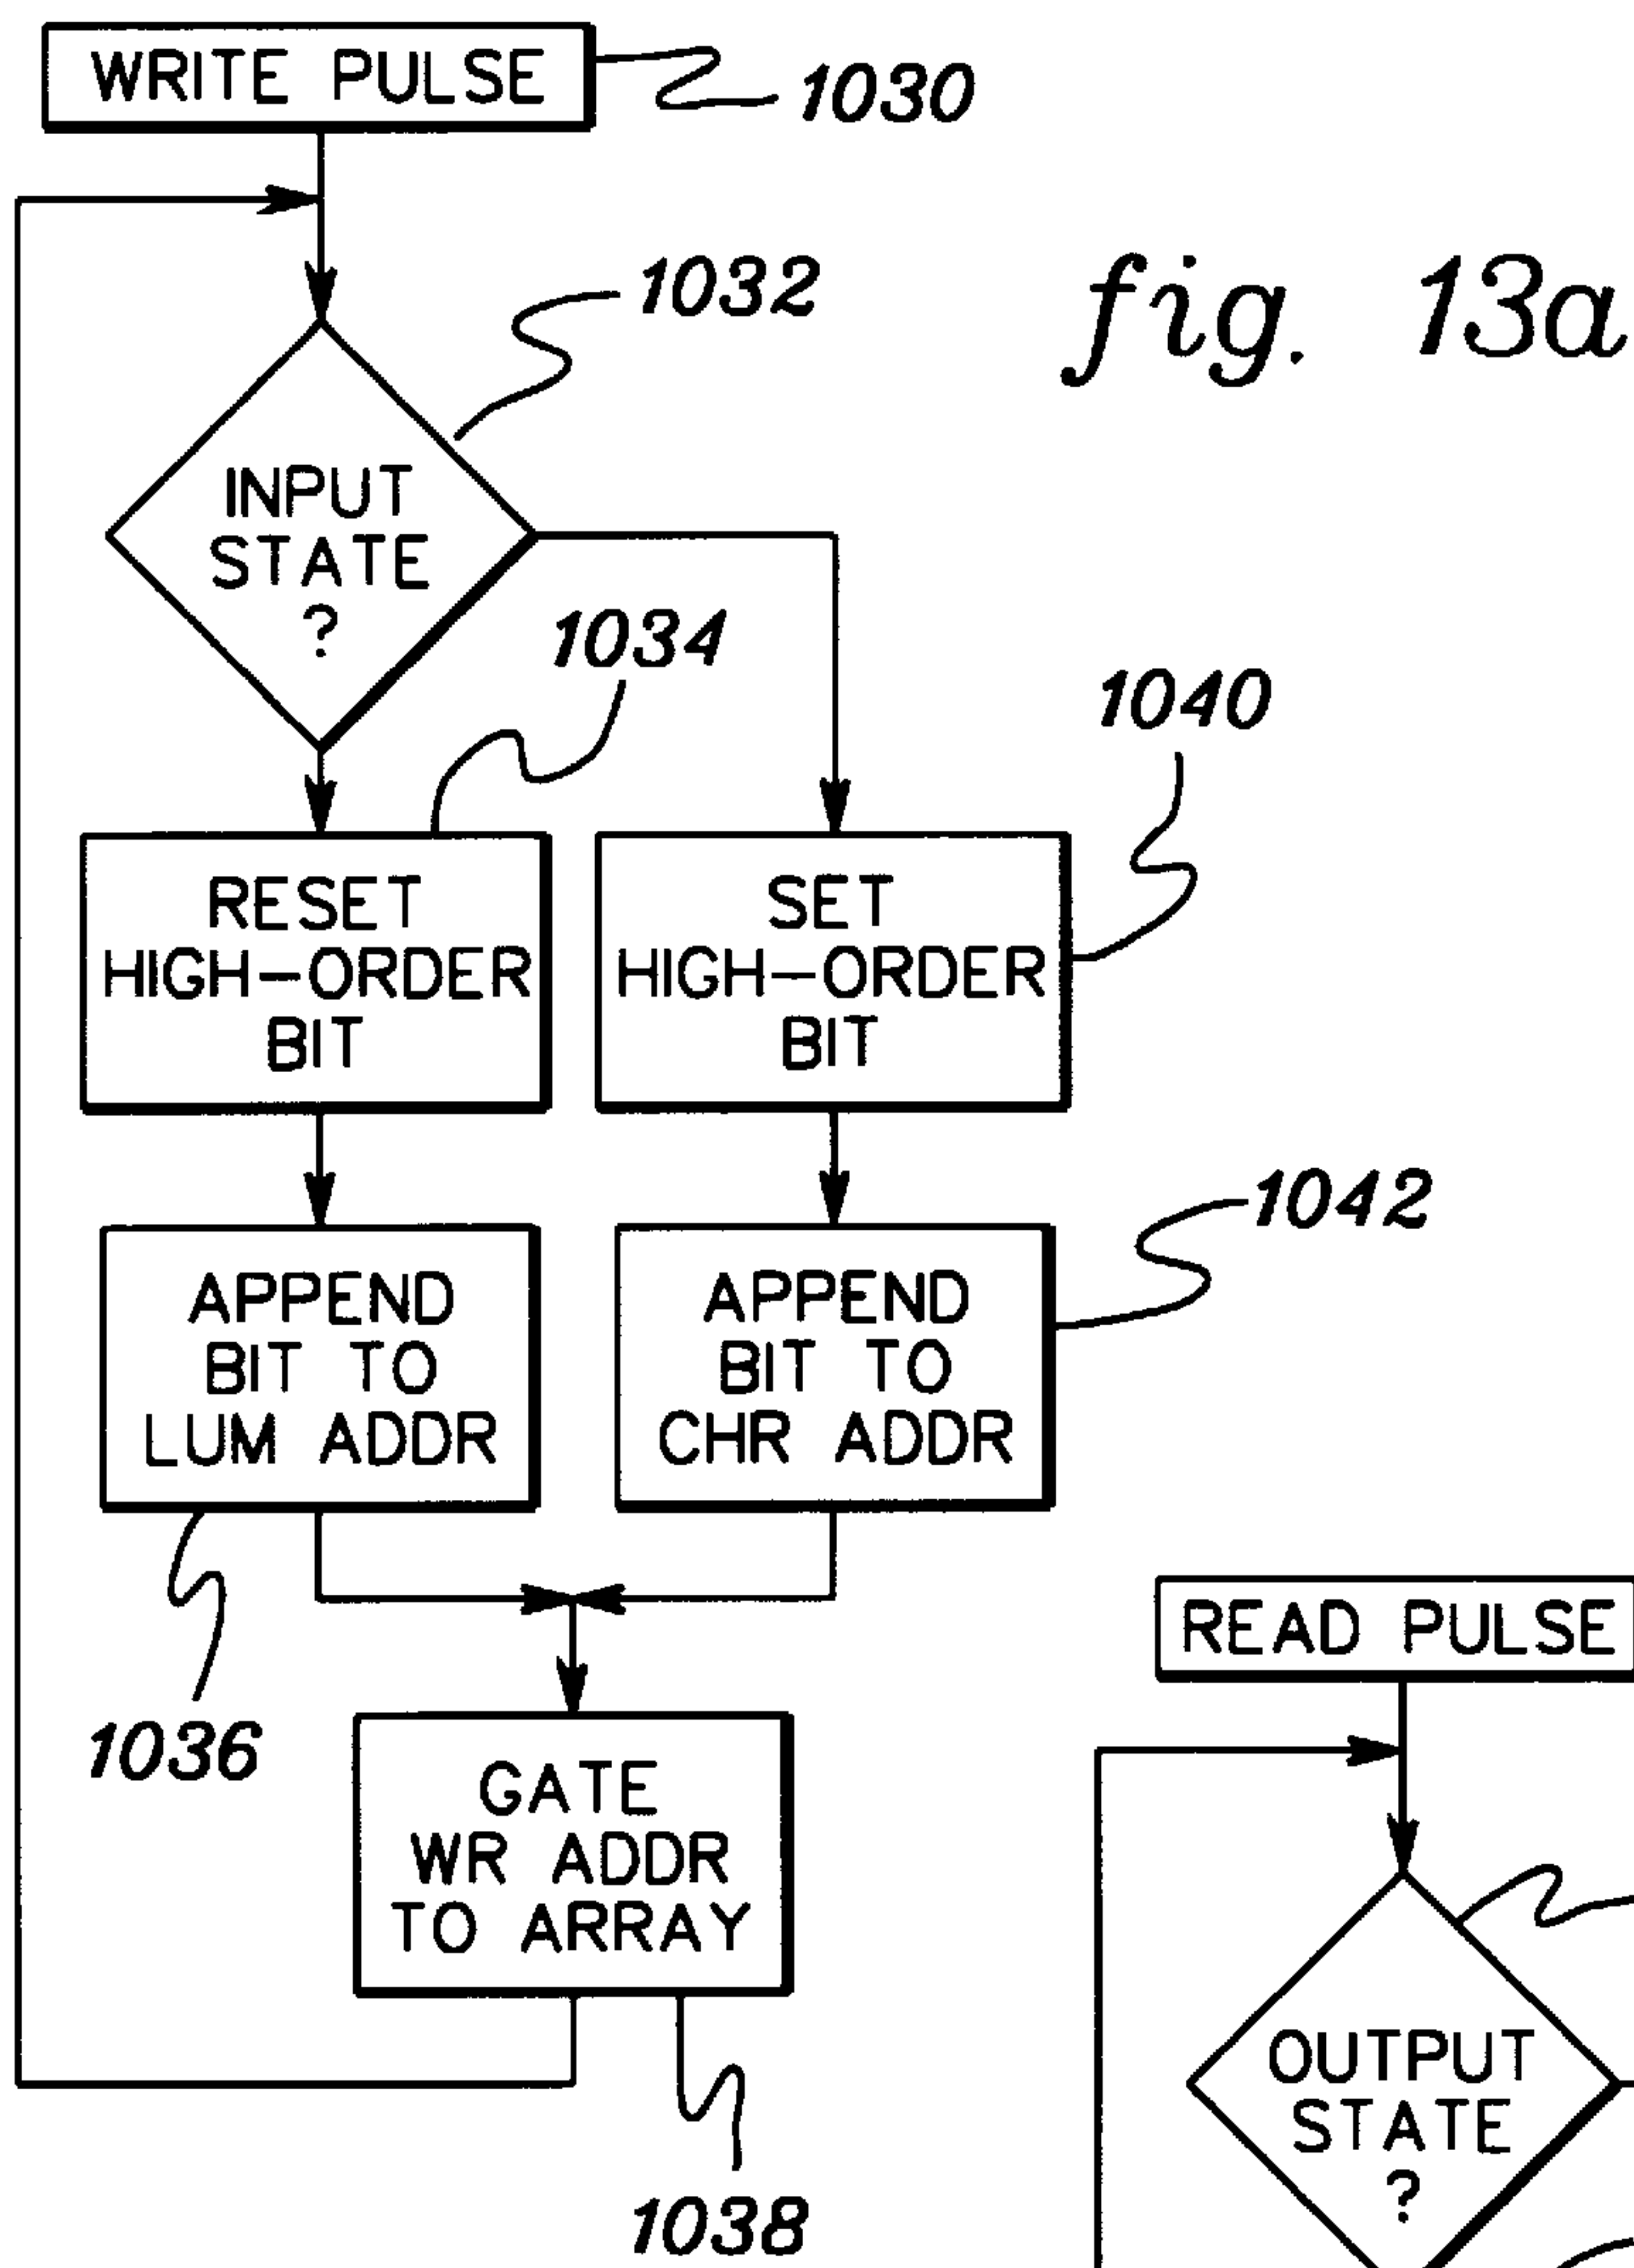 WRITE PULSE
1030
fig. 13a
1032
INPUT
STATE
?
1034
1040
RESET
HIGH-ORDER
BIT
SET
HIGH-ORDER
BIT
1042
APPEND
BIT TO
LUM ADDR
APPEND
BIT TO
CHR ADDR
1036
GATE
WR ADDR
TO ARRAY
1038
READ PULSE
OUTPUT
STATE
?